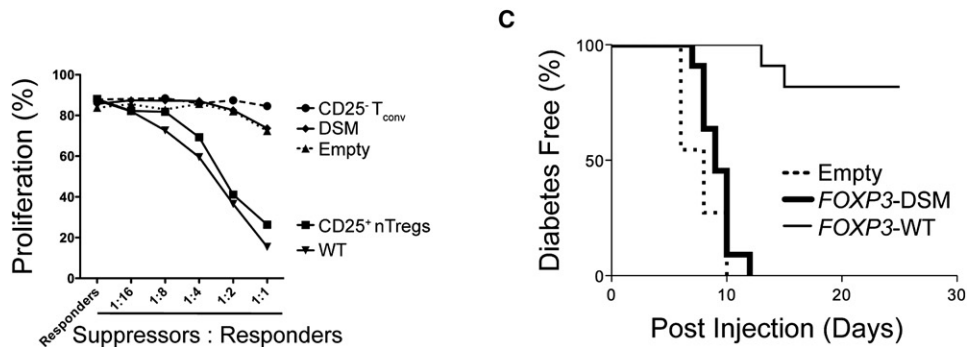 C
Proliferation (%)
100
80
60
40
20
0
CD25⁻ Tconv
DSM
Empty
CD25⁺ nTregs
WT
Responders
1:16
1:8
1:4
1:2
1:1
Suppressors : Responders
Diabetes Free (%)
100
50
0
Empty
FOXP3-DSM
FOXP3-WT
0
10
20
30
Post Injection (Days)